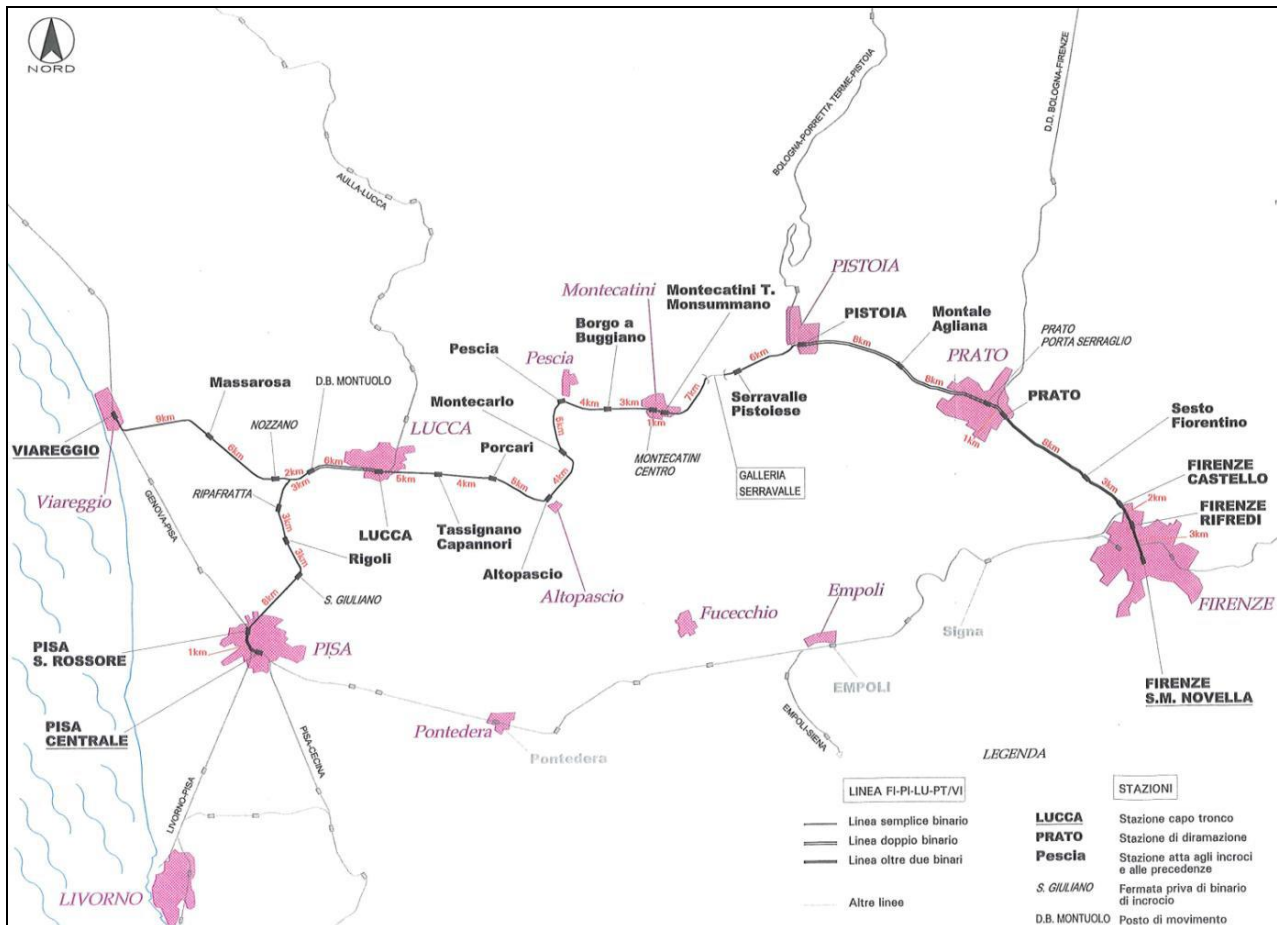 NORD
AULLA-LUCCA
BOLOGNA-PORRETTA TERME-PISTOIA
D.D. BOLOGNA-FIRENZE
PISTOIA
Montecatini
Montecatini T.
Monsummano
PISTOIA
Montale
Agliana
PRATO
PORTA SERRAGLIO
PRATO
Borgo a
Buggiano
Pescia
Pescia
8km
6km
8km
Massarosa
D.B. MONTUOLO
Montecarlo
4km
3km
1km
7km
Serravalle
Pistoiese
PRATO
1km
Sesto
Fiorentino
9km
NOZZANO
LUCCA
5km
MONTECATINI
CENTRO
VIAREGGIO
6km
2km
6km
3km
Porcari
4km
8km
FIRENZE
CASTELLO
GALLERIA
SERRAVALLE
Viareggio
RIPAFRATTA
5km
4km
5km
3km
2km
FIRENZE
RIFREDI
GENOVA-PISA
3km
LUCCA
Tassignano
Capannori
3km
Rigoli
3km
Altopascio
Altopascio
S. GIULIANO
8km
Fucecchio
Empoli
Signa
FIRENZE
PISA
S. ROSSORE
1km
PISA
EMPOLI
FIRENZE
S.M. NOVELLA
PISA
CENTRALE
Pontedera
Pontedera
EMPOLI-SIENA
PISA-CECINA
LIVORNO-PISA
LIVORNO
LEGENDA
LINEA FI-PI-LU-PT/VI
Linea semplice binario
Linea doppio binario
Linea oltre due binari
Altre linee
STAZIONI
LUCCA Stazione capo tronco
PRATO Stazione di diramazione
Pescia Stazione atta agli incroci
e alle precedenze
S. GIULIANO Fermata priva di binario
di incrocio
D.B. MONTUOLO Posto di movimento